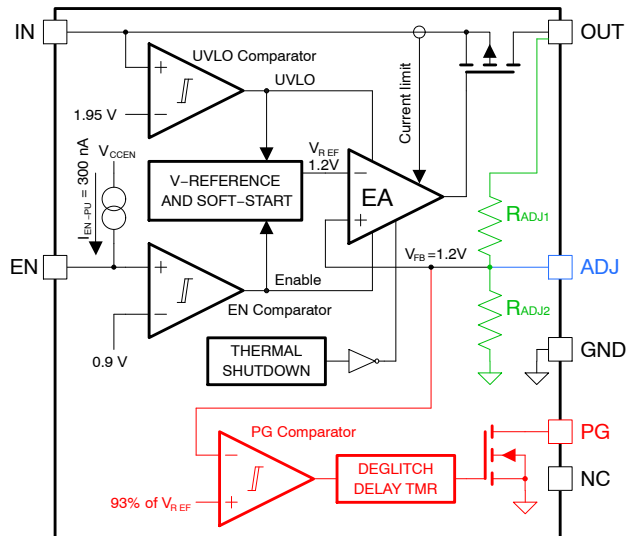 IN
OUT
UVLO Comparator
UVLO
+
−
1.95 V
Current limit
VCCEN
IEN-PU = 300 nA
V-REFERENCE
AND SOFT-START
VREF
1.2V
−
EA
+
RADJ1
EN
+
−
Enable
EN Comparator
VFB=1.2V
ADJ
0.9 V
RADJ2
THERMAL
SHUTDOWN
GND
PG Comparator
−
+
93% of VREF
DEGLITCH
DELAY TMR
PG
NC